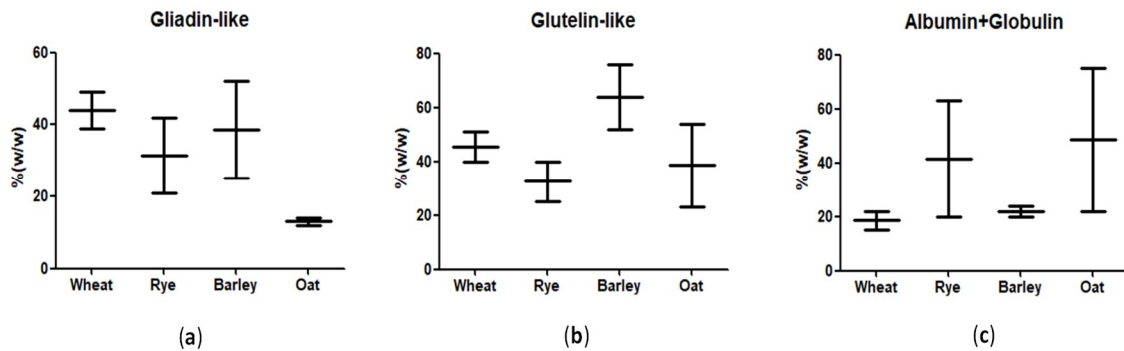 Gliadin-like
%(w/w)
60
40
20
0
Wheat Rye Barley Oat
(a)
Glutelin-like
%(w/w)
80
60
40
20
0
Wheat Rye Barley Oat
(b)
Albumin+Globulin
%(w/w)
80
60
40
20
0
Wheat Rye Barley Oat
(c)